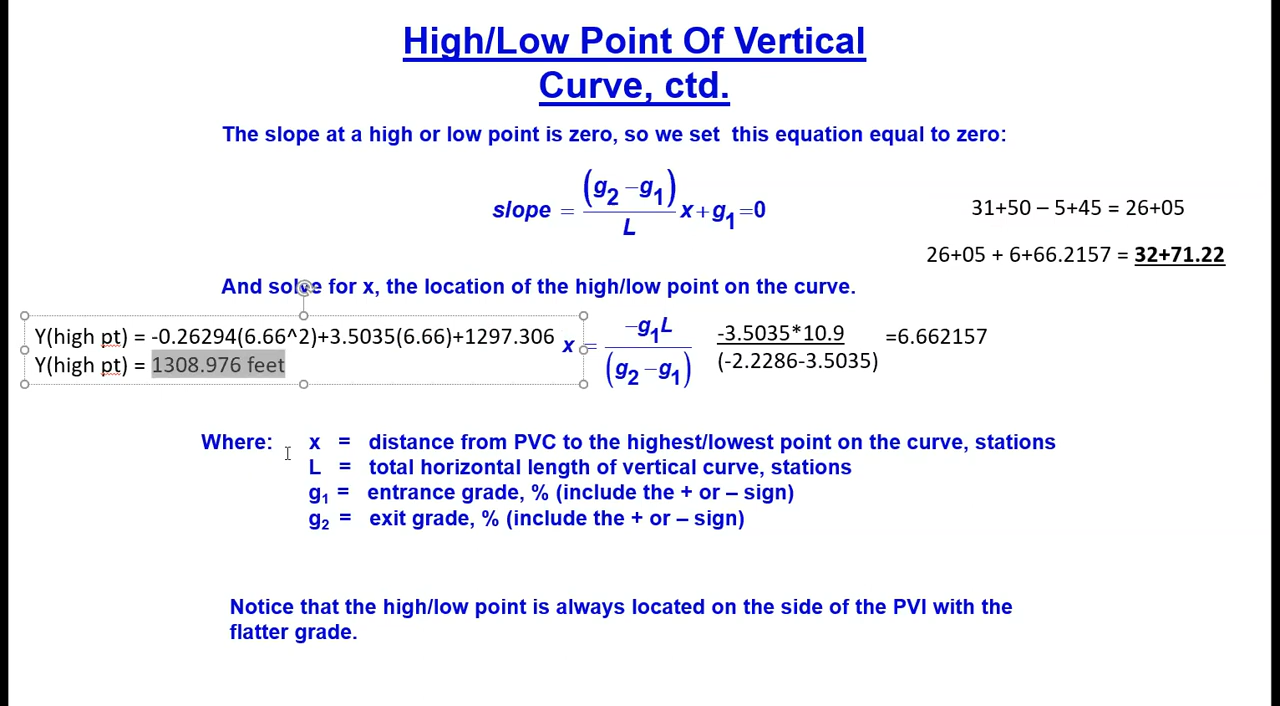 High/Low Point Of Vertical
Curve, ctd.
The slope at a high or low point is zero, so we set this equation equal to zero:
slope = (g2 − g1) / L x + g1 = 0
31+50 – 5+45 = 26+05
26+05 + 6+66.2157 = 32+71.22
And solve for x, the location of the high/low point on the curve.
Y(high pt) = -0.26294(6.66^2)+3.5035(6.66)+1297.306
Y(high pt) = 1308.976 feet
x = −g1L / (g2 − g1)
-3.5035*10.9
(-2.2286-3.5035)
=6.662157
Where: x = distance from PVC to the highest/lowest point on the curve, stations
L = total horizontal length of vertical curve, stations
g1 = entrance grade, % (include the + or – sign)
g2 = exit grade, % (include the + or – sign)
Notice that the high/low point is always located on the side of the PVI with the
flatter grade.